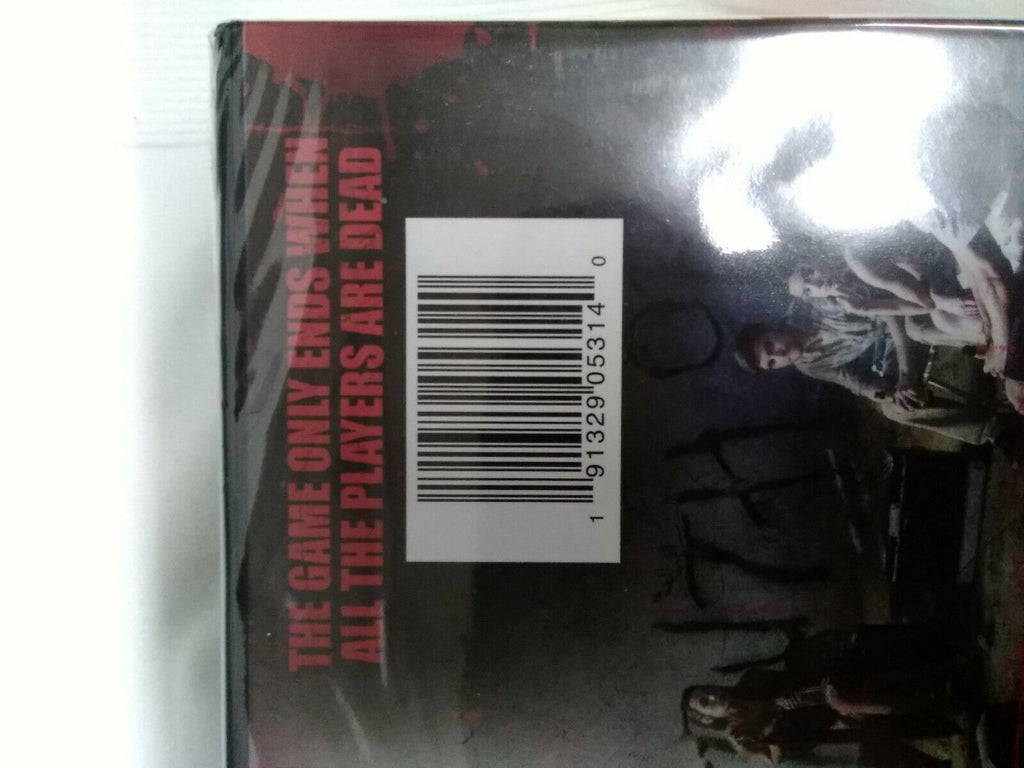 THE GAME ONLY ENDS WHEN
ALL THE PLAYERS ARE DEAD
1 91329 05314 0